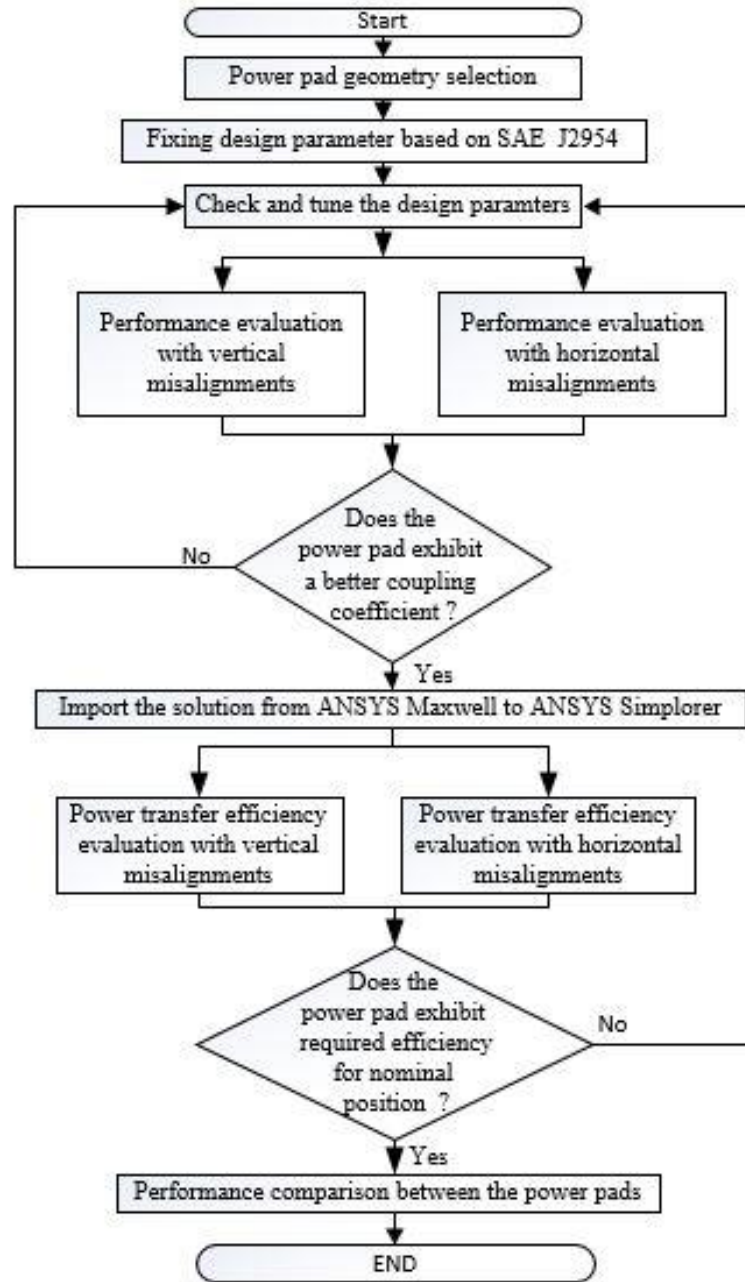 Start
Power pad geometry selection
Fixing design parameter based on SAE J2954
Check and tune the design paramters
Performance evaluation
with vertical
misalignments
Performance evaluation
with horizontal
misalignments
Does the
power pad exhibit
a better coupling
coefficient ?
No
Yes
Import the solution from ANSYS Maxwell to ANSYS Simplorer
Power transfer efficiency
evaluation with vertical
misalignments
Power transfer efficiency
evaluation with horizontal
misalignments
Does the
power pad exhibit
required efficiency
for nominal
position ?
No
Yes
Performance comparison between the power pads
END